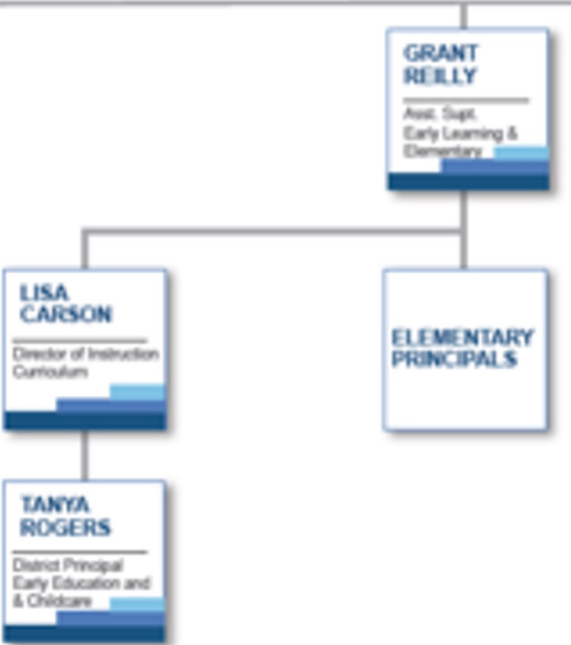 GRANT
REILLY
Asst. Supt.
Early Learning &
Elementary
LISA
CARSON
Director of Instruction
Curriculum
ELEMENTARY
PRINCIPALS
TANYA
ROGERS
District Principal
Early Education and
& Childcare